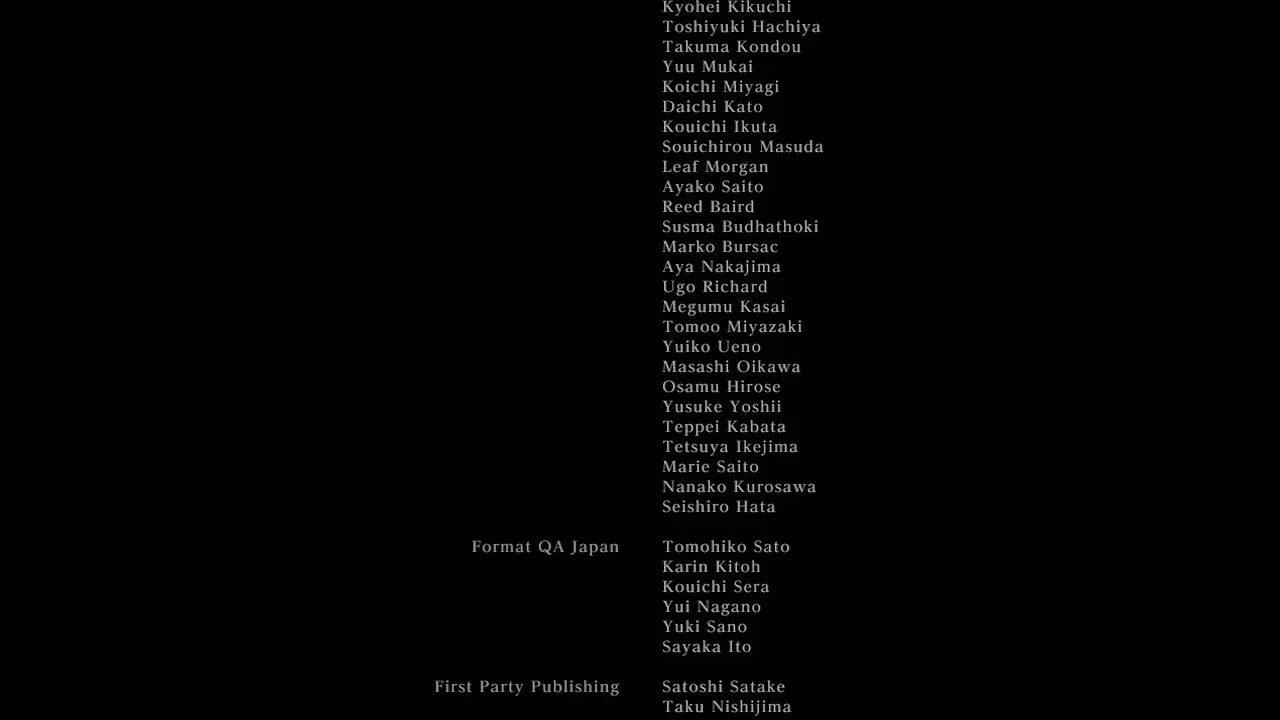 Kyohei Kikuchi
Toshiyuki Hachiya
Takuma Kondou
Yuu Mukai
Koichi Miyagi
Daichi Kato
Kouichi Ikuta
Souichirou Masuda
Leaf Morgan
Ayako Saito
Reed Baird
Susma Budhathoki
Marko Bursac
Aya Nakajima
Ugo Richard
Megumu Kasai
Tomoo Miyazaki
Yuiko Ueno
Masashi Oikawa
Osamu Hirose
Yusuke Yoshii
Teppei Kabata
Tetsuya Ikejima
Marie Saito
Nanako Kurosawa
Seishiro Hata
Format QA Japan Tomohiko Sato
Karin Kitoh
Kouichi Sera
Yui Nagano
Yuki Sano
Sayaka Ito
First Party Publishing Satoshi Satake
Taku Nishijima